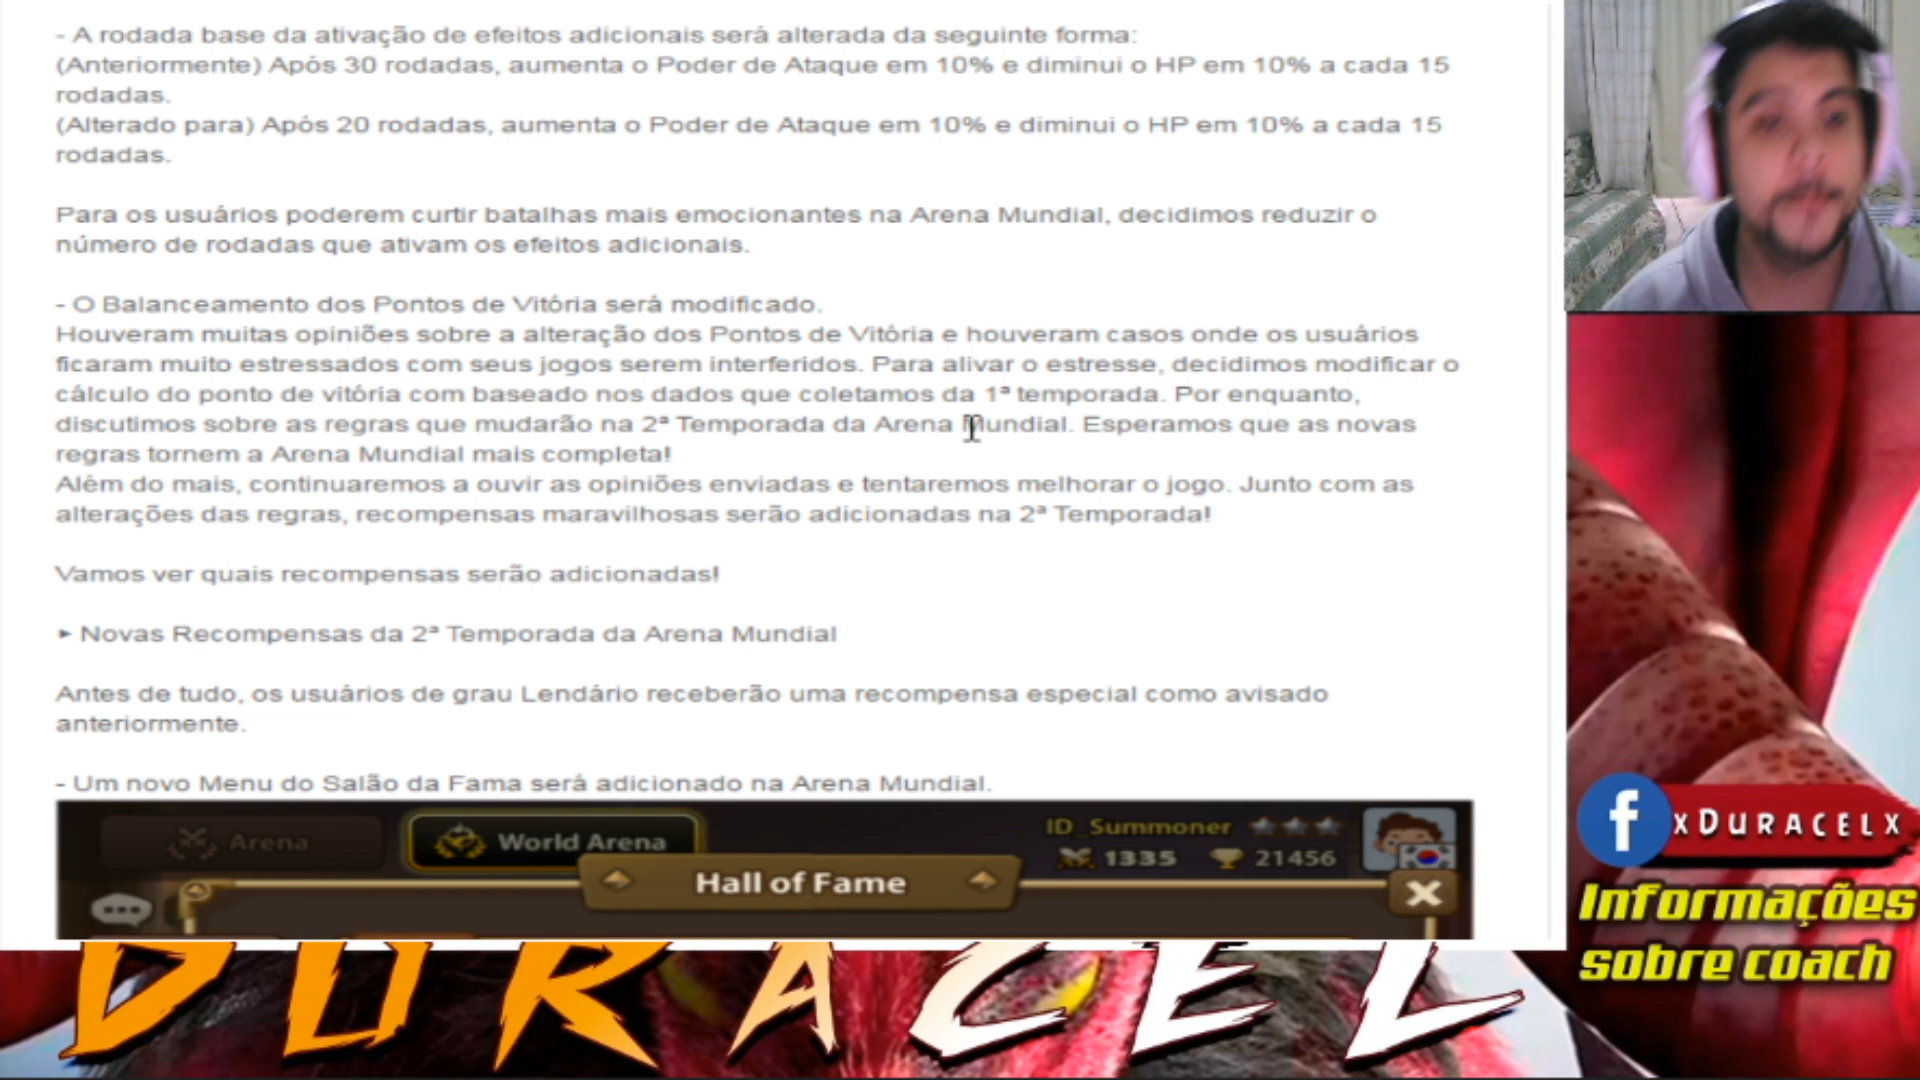 - A rodada base da ativação de efeitos adicionais será alterada da seguinte forma:
(Anteriormente) Após 30 rodadas, aumenta o Poder de Ataque em 10% e diminui o HP em 10% a cada 15
rodadas.
(Alterado para) Após 20 rodadas, aumenta o Poder de Ataque em 10% e diminui o HP em 10% a cada 15
rodadas.
Para os usuários poderem curtir batalhas mais emocionantes na Arena Mundial, decidimos reduzir o
número de rodadas que ativam os efeitos adicionais.
- O Balanceamento dos Pontos de Vitória será modificado.
Houveram muitas opiniões sobre a alteração dos Pontos de Vitória e houveram casos onde os usuários
ficaram muito estressados com seus jogos serem interferidos. Para alivar o estresse, decidimos modificar o
cálculo do ponto de vitória com baseado nos dados que coletamos da 1ª temporada. Por enquanto,
discutimos sobre as regras que mudarão na 2ª Temporada da Arena Mundial. Esperamos que as novas
regras tornem a Arena Mundial mais completa!
Além do mais, continuaremos a ouvir as opiniões enviadas e tentaremos melhorar o jogo. Junto com as
alterações das regras, recompensas maravilhosas serão adicionadas na 2ª Temporada!
Vamos ver quais recompensas serão adicionadas!
► Novas Recompensas da 2ª Temporada da Arena Mundial
Antes de tudo, os usuários de grau Lendário receberão uma recompensa especial como avisado
anteriormente.
- Um novo Menu do Salão da Fama será adicionado na Arena Mundial.
Arena
World Arena
ID_Summoner
1335 21456
Hall of Fame
f xDURACELx
Informações
sobre coach
DURACEL